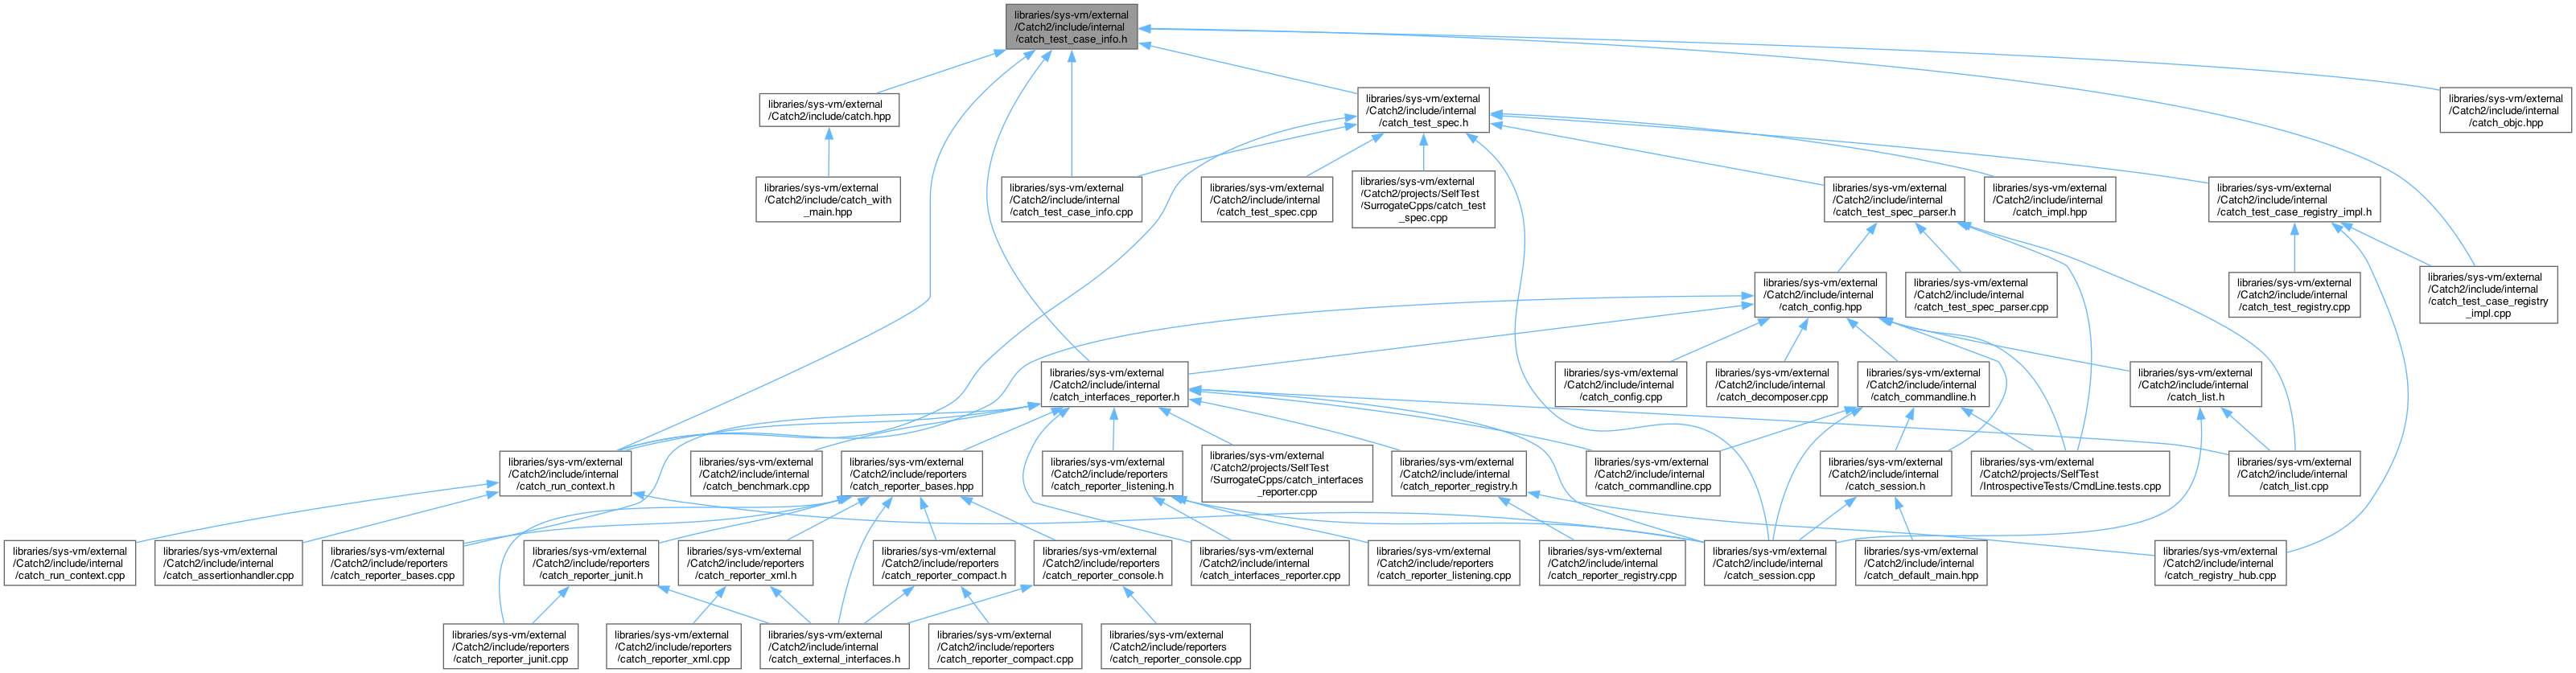 libraries/sys-vm/external
/Catch2/include/internal
/catch_test_case_info.h
libraries/sys-vm/external
/Catch2/include/catch.hpp
libraries/sys-vm/external
/Catch2/include/internal
/catch_test_spec.h
libraries/sys-vm/external
/Catch2/include/internal
/catch_objc.hpp
libraries/sys-vm/external
/Catch2/include/catch_with
_main.hpp
libraries/sys-vm/external
/Catch2/include/internal
/catch_test_case_info.cpp
libraries/sys-vm/external
/Catch2/include/internal
/catch_test_spec.cpp
libraries/sys-vm/external
/Catch2/projects/SelfTest
/SurrogateCpps/catch_test
_spec.cpp
libraries/sys-vm/external
/Catch2/include/internal
/catch_test_spec_parser.h
libraries/sys-vm/external
/Catch2/include/internal
/catch_impl.hpp
libraries/sys-vm/external
/Catch2/include/internal
/catch_test_case_registry_impl.h
libraries/sys-vm/external
/Catch2/include/internal
/catch_config.hpp
libraries/sys-vm/external
/Catch2/include/internal
/catch_test_spec_parser.cpp
libraries/sys-vm/external
/Catch2/include/internal
/catch_test_registry.cpp
libraries/sys-vm/external
/Catch2/include/internal
/catch_test_case_registry
_impl.cpp
libraries/sys-vm/external
/Catch2/include/internal
/catch_interfaces_reporter.h
libraries/sys-vm/external
/Catch2/include/internal
/catch_config.cpp
libraries/sys-vm/external
/Catch2/include/internal
/catch_decomposer.cpp
libraries/sys-vm/external
/Catch2/include/internal
/catch_commandline.h
libraries/sys-vm/external
/Catch2/include/internal
/catch_list.h
libraries/sys-vm/external
/Catch2/include/internal
/catch_run_context.h
libraries/sys-vm/external
/Catch2/include/internal
/catch_benchmark.cpp
libraries/sys-vm/external
/Catch2/include/reporters
/catch_reporter_bases.hpp
libraries/sys-vm/external
/Catch2/include/reporters
/catch_reporter_listening.h
libraries/sys-vm/external
/Catch2/projects/SelfTest
/SurrogateCpps/catch_interfaces
_reporter.cpp
libraries/sys-vm/external
/Catch2/include/internal
/catch_reporter_registry.h
libraries/sys-vm/external
/Catch2/include/internal
/catch_commandline.cpp
libraries/sys-vm/external
/Catch2/include/internal
/catch_session.h
libraries/sys-vm/external
/Catch2/projects/SelfTest
/IntrospectiveTests/CmdLine.tests.cpp
libraries/sys-vm/external
/Catch2/include/internal
/catch_list.cpp
libraries/sys-vm/external
/Catch2/include/internal
/catch_run_context.cpp
libraries/sys-vm/external
/Catch2/include/internal
/catch_assertionhandler.cpp
libraries/sys-vm/external
/Catch2/include/reporters
/catch_reporter_bases.cpp
libraries/sys-vm/external
/Catch2/include/reporters
/catch_reporter_junit.h
libraries/sys-vm/external
/Catch2/include/reporters
/catch_reporter_xml.h
libraries/sys-vm/external
/Catch2/include/reporters
/catch_reporter_compact.h
libraries/sys-vm/external
/Catch2/include/reporters
/catch_reporter_console.h
libraries/sys-vm/external
/Catch2/include/internal
/catch_interfaces_reporter.cpp
libraries/sys-vm/external
/Catch2/include/reporters
/catch_reporter_listening.cpp
libraries/sys-vm/external
/Catch2/include/internal
/catch_reporter_registry.cpp
libraries/sys-vm/external
/Catch2/include/internal
/catch_session.cpp
libraries/sys-vm/external
/Catch2/include/internal
/catch_default_main.hpp
libraries/sys-vm/external
/Catch2/include/internal
/catch_registry_hub.cpp
libraries/sys-vm/external
/Catch2/include/reporters
/catch_reporter_junit.cpp
libraries/sys-vm/external
/Catch2/include/reporters
/catch_reporter_xml.cpp
libraries/sys-vm/external
/Catch2/include/internal
/catch_external_interfaces.h
libraries/sys-vm/external
/Catch2/include/reporters
/catch_reporter_compact.cpp
libraries/sys-vm/external
/Catch2/include/reporters
/catch_reporter_console.cpp